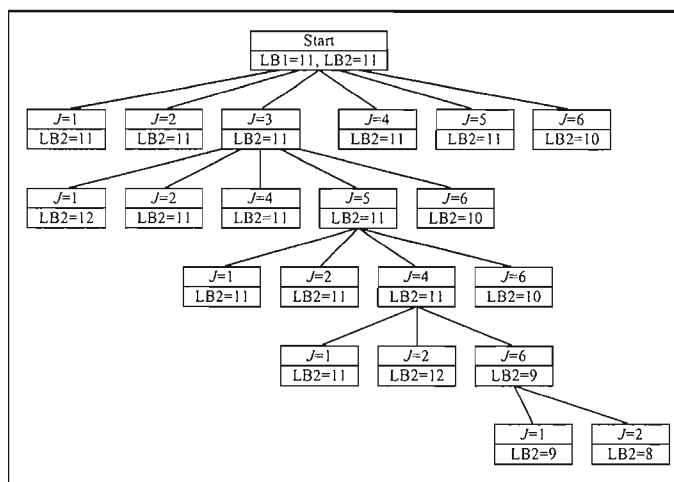 Start
LB1=11, LB2=11
J=1 J=2 J=3 J=4 J=5 J=6
LB2=11 LB2=11 LB2=11 LB2=11 LB2=11 LB2=10
J=1 J=2 J=4 J=5 J=6
LB2=12 LB2=11 LB2=11 LB2=11 LB2=10
J=1 J=2 J=4 J=6
LB2=11 LB2=11 LB2=11 LB2=10
J=1 J=2 J=6
LB2=11 LB2=12 LB2=9
J=1 J=2
LB2=9 LB2=8